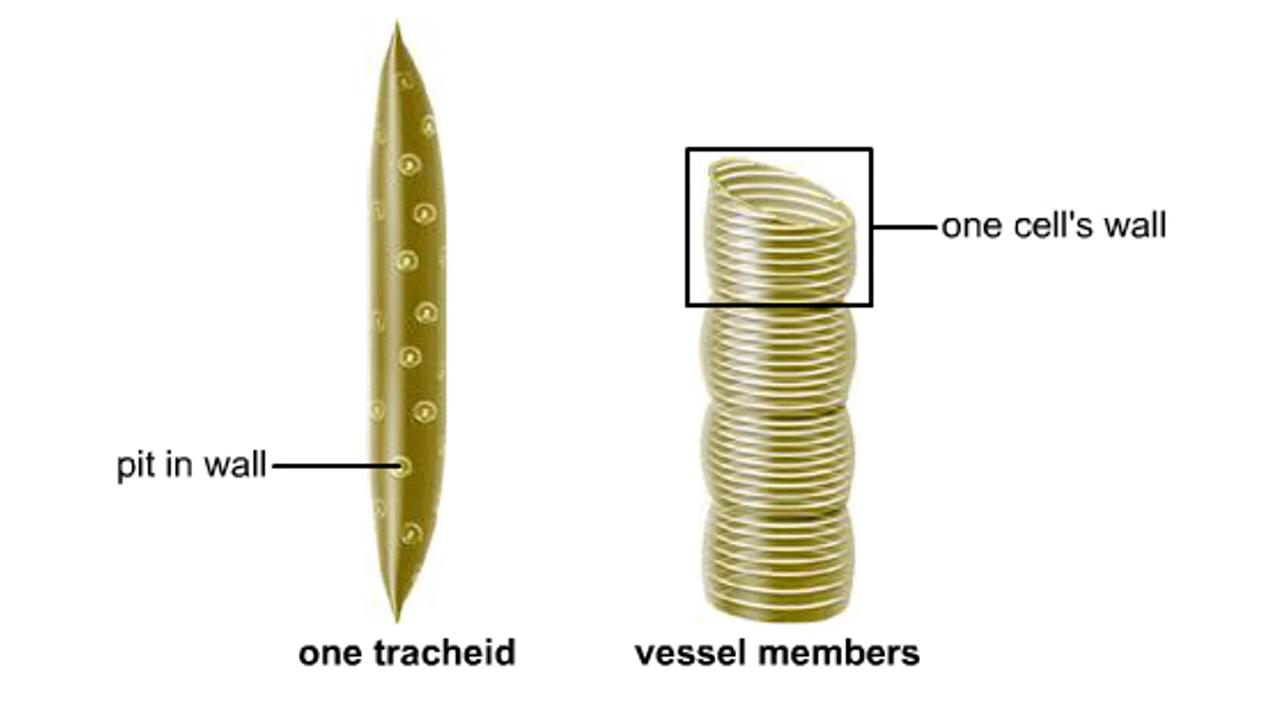 one cell's wall
pit in wall
one tracheid
vessel members